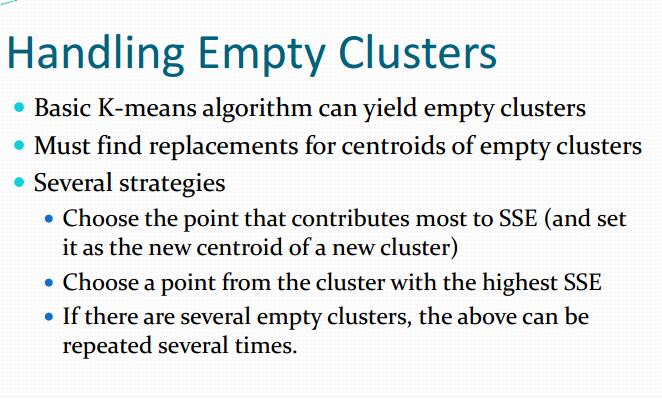 Handling Empty Clusters
• Basic K-means algorithm can yield empty clusters
• Must find replacements for centroids of empty clusters
• Several strategies
• Choose the point that contributes most to SSE (and set
it as the new centroid of a new cluster)
• Choose a point from the cluster with the highest SSE
• If there are several empty clusters, the above can be
repeated several times.